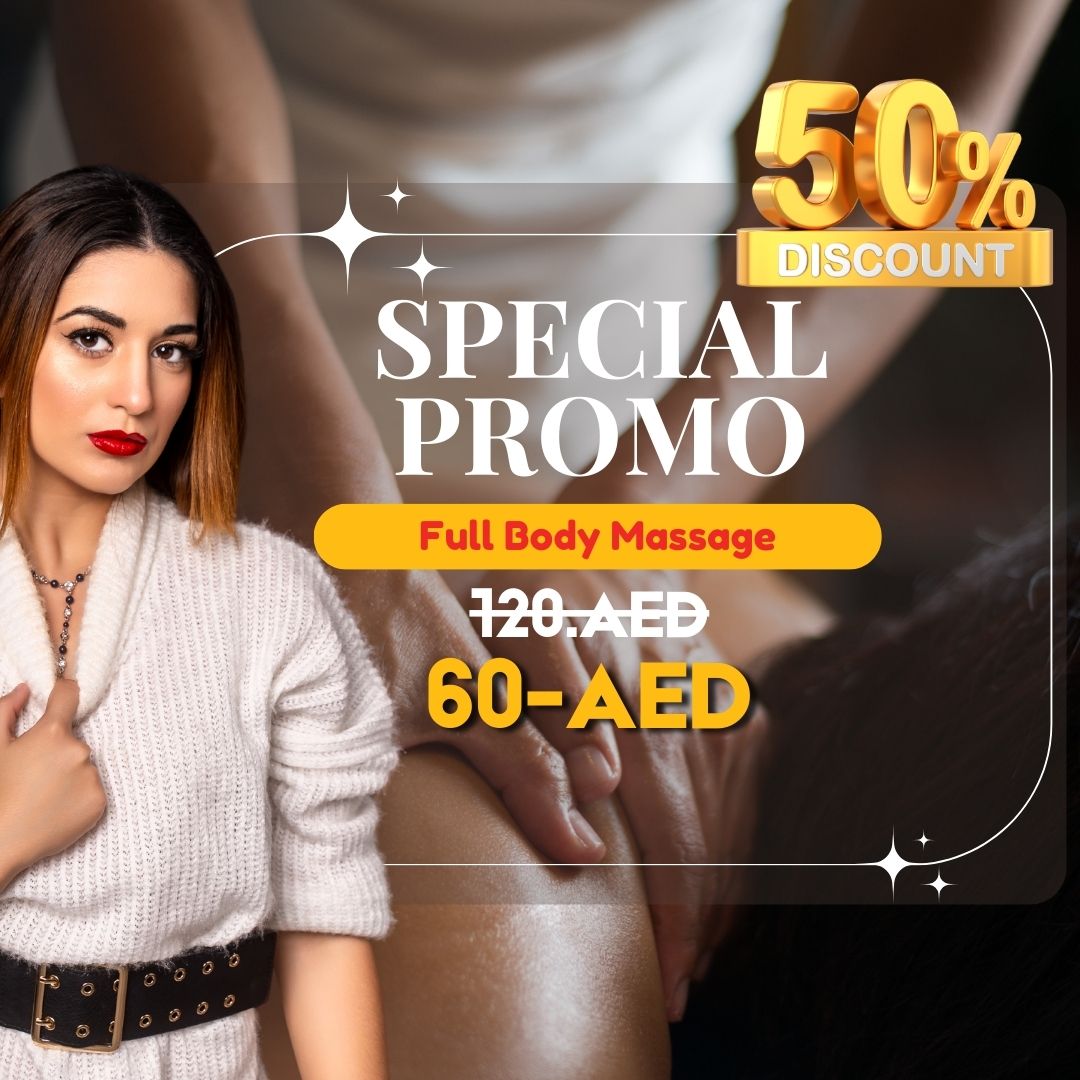 50%
DISCOUNT
SPECIAL
PROMO
Full Body Massage
120.AED
60-AED